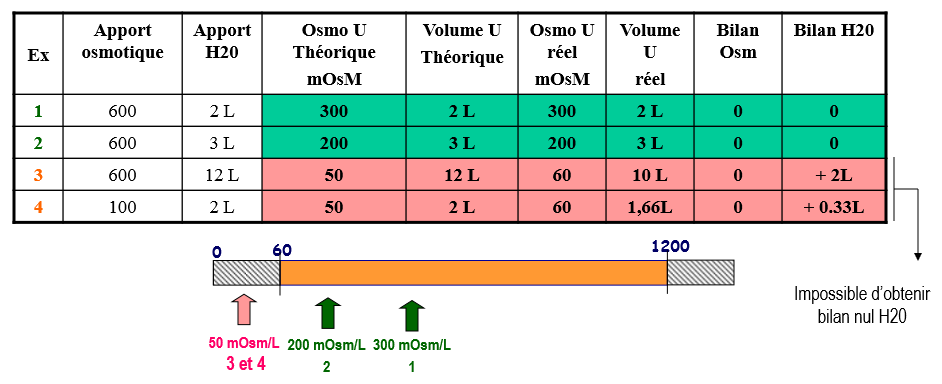 Ex Apport osmotique Apport H20 Osmo U Théorique mOsM Volume U Théorique Osmo U réel mOsM Volume U réel Bilan Osm Bilan H20
1 600 2 L 300 2 L 300 2 L 0 0
2 600 3 L 200 3 L 200 3 L 0 0
3 600 12 L 50 12 L 60 10 L 0 + 2L
4 100 2 L 50 2 L 60 1,66L 0 + 0.33L
0 60 1200
Impossible d'obtenir
bilan nul H20
50 mOsm/L 200 mOsm/L 300 mOsm/L
3 et 4 2 1